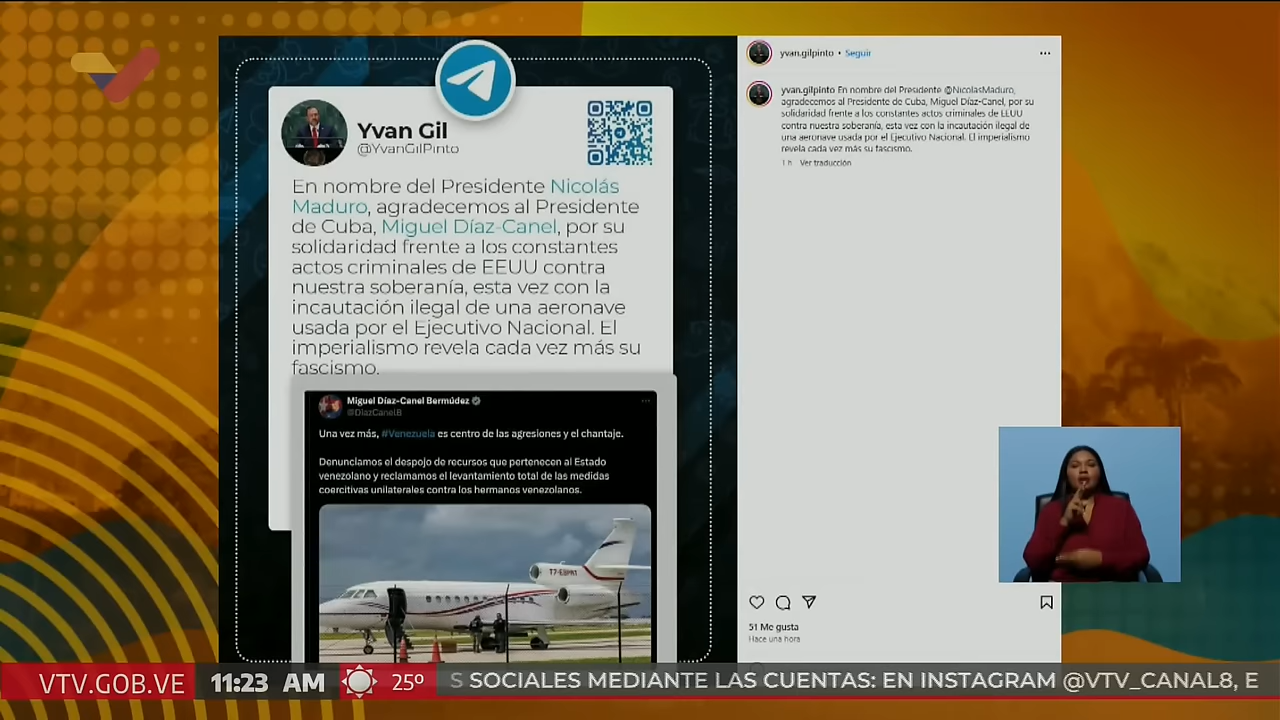 Yvan Gil
@YvanGilPinto
En nombre del Presidente Nicolás
Maduro, agradecemos al Presidente
de Cuba, Miguel Díaz-Canel, por su
solidaridad frente a los constantes
actos criminales de EEUU contra
nuestra soberanía, esta vez con la
incautación ilegal de una aeronave
usada por el Ejecutivo Nacional. El
imperialismo revela cada vez más su
fascismo.
Miguel Díaz-Canel Bermúdez
@DiazCanelB
Una vez más, #Venezuela es centro de las agresiones y el chantaje.
Denunciamos el despojo de recursos que pertenecen al Estado
venezolano y reclamamos el levantamiento total de las medidas
coercitivas unilaterales contra los hermanos venezolanos.
yvan.gilpinto • Seguir
yvan.gilpinto En nombre del Presidente @NicolasMaduro,
agradecemos al Presidente de Cuba, Miguel Díaz-Canel, por su
solidaridad frente a los constantes actos criminales de EEUU
contra nuestra soberanía, esta vez con la incautación ilegal de
una aeronave usada por el Ejecutivo Nacional. El imperialismo
revela cada vez más su fascismo.
1 h Ver traducción
51 Me gusta
Hace una hora
VTV.GOB.VE 11:23 AM 25º S SOCIALES MEDIANTE LAS CUENTAS: EN INSTAGRAM @VTV_CANAL8, E